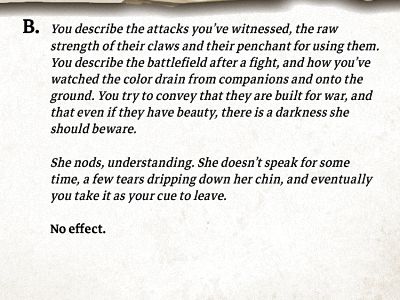 B. You describe the attacks you've witnessed, the raw
strength of their claws and their penchant for using them.
You describe the battlefield after a fight, and how you've
watched the color drain from companions and onto the
ground. You try to convey that they are built for war, and
that even if they have beauty, there is a darkness she
should beware.
She nods, understanding. She doesn't speak for some
time, a few tears dripping down her chin, and eventually
you take it as your cue to leave.
No effect.